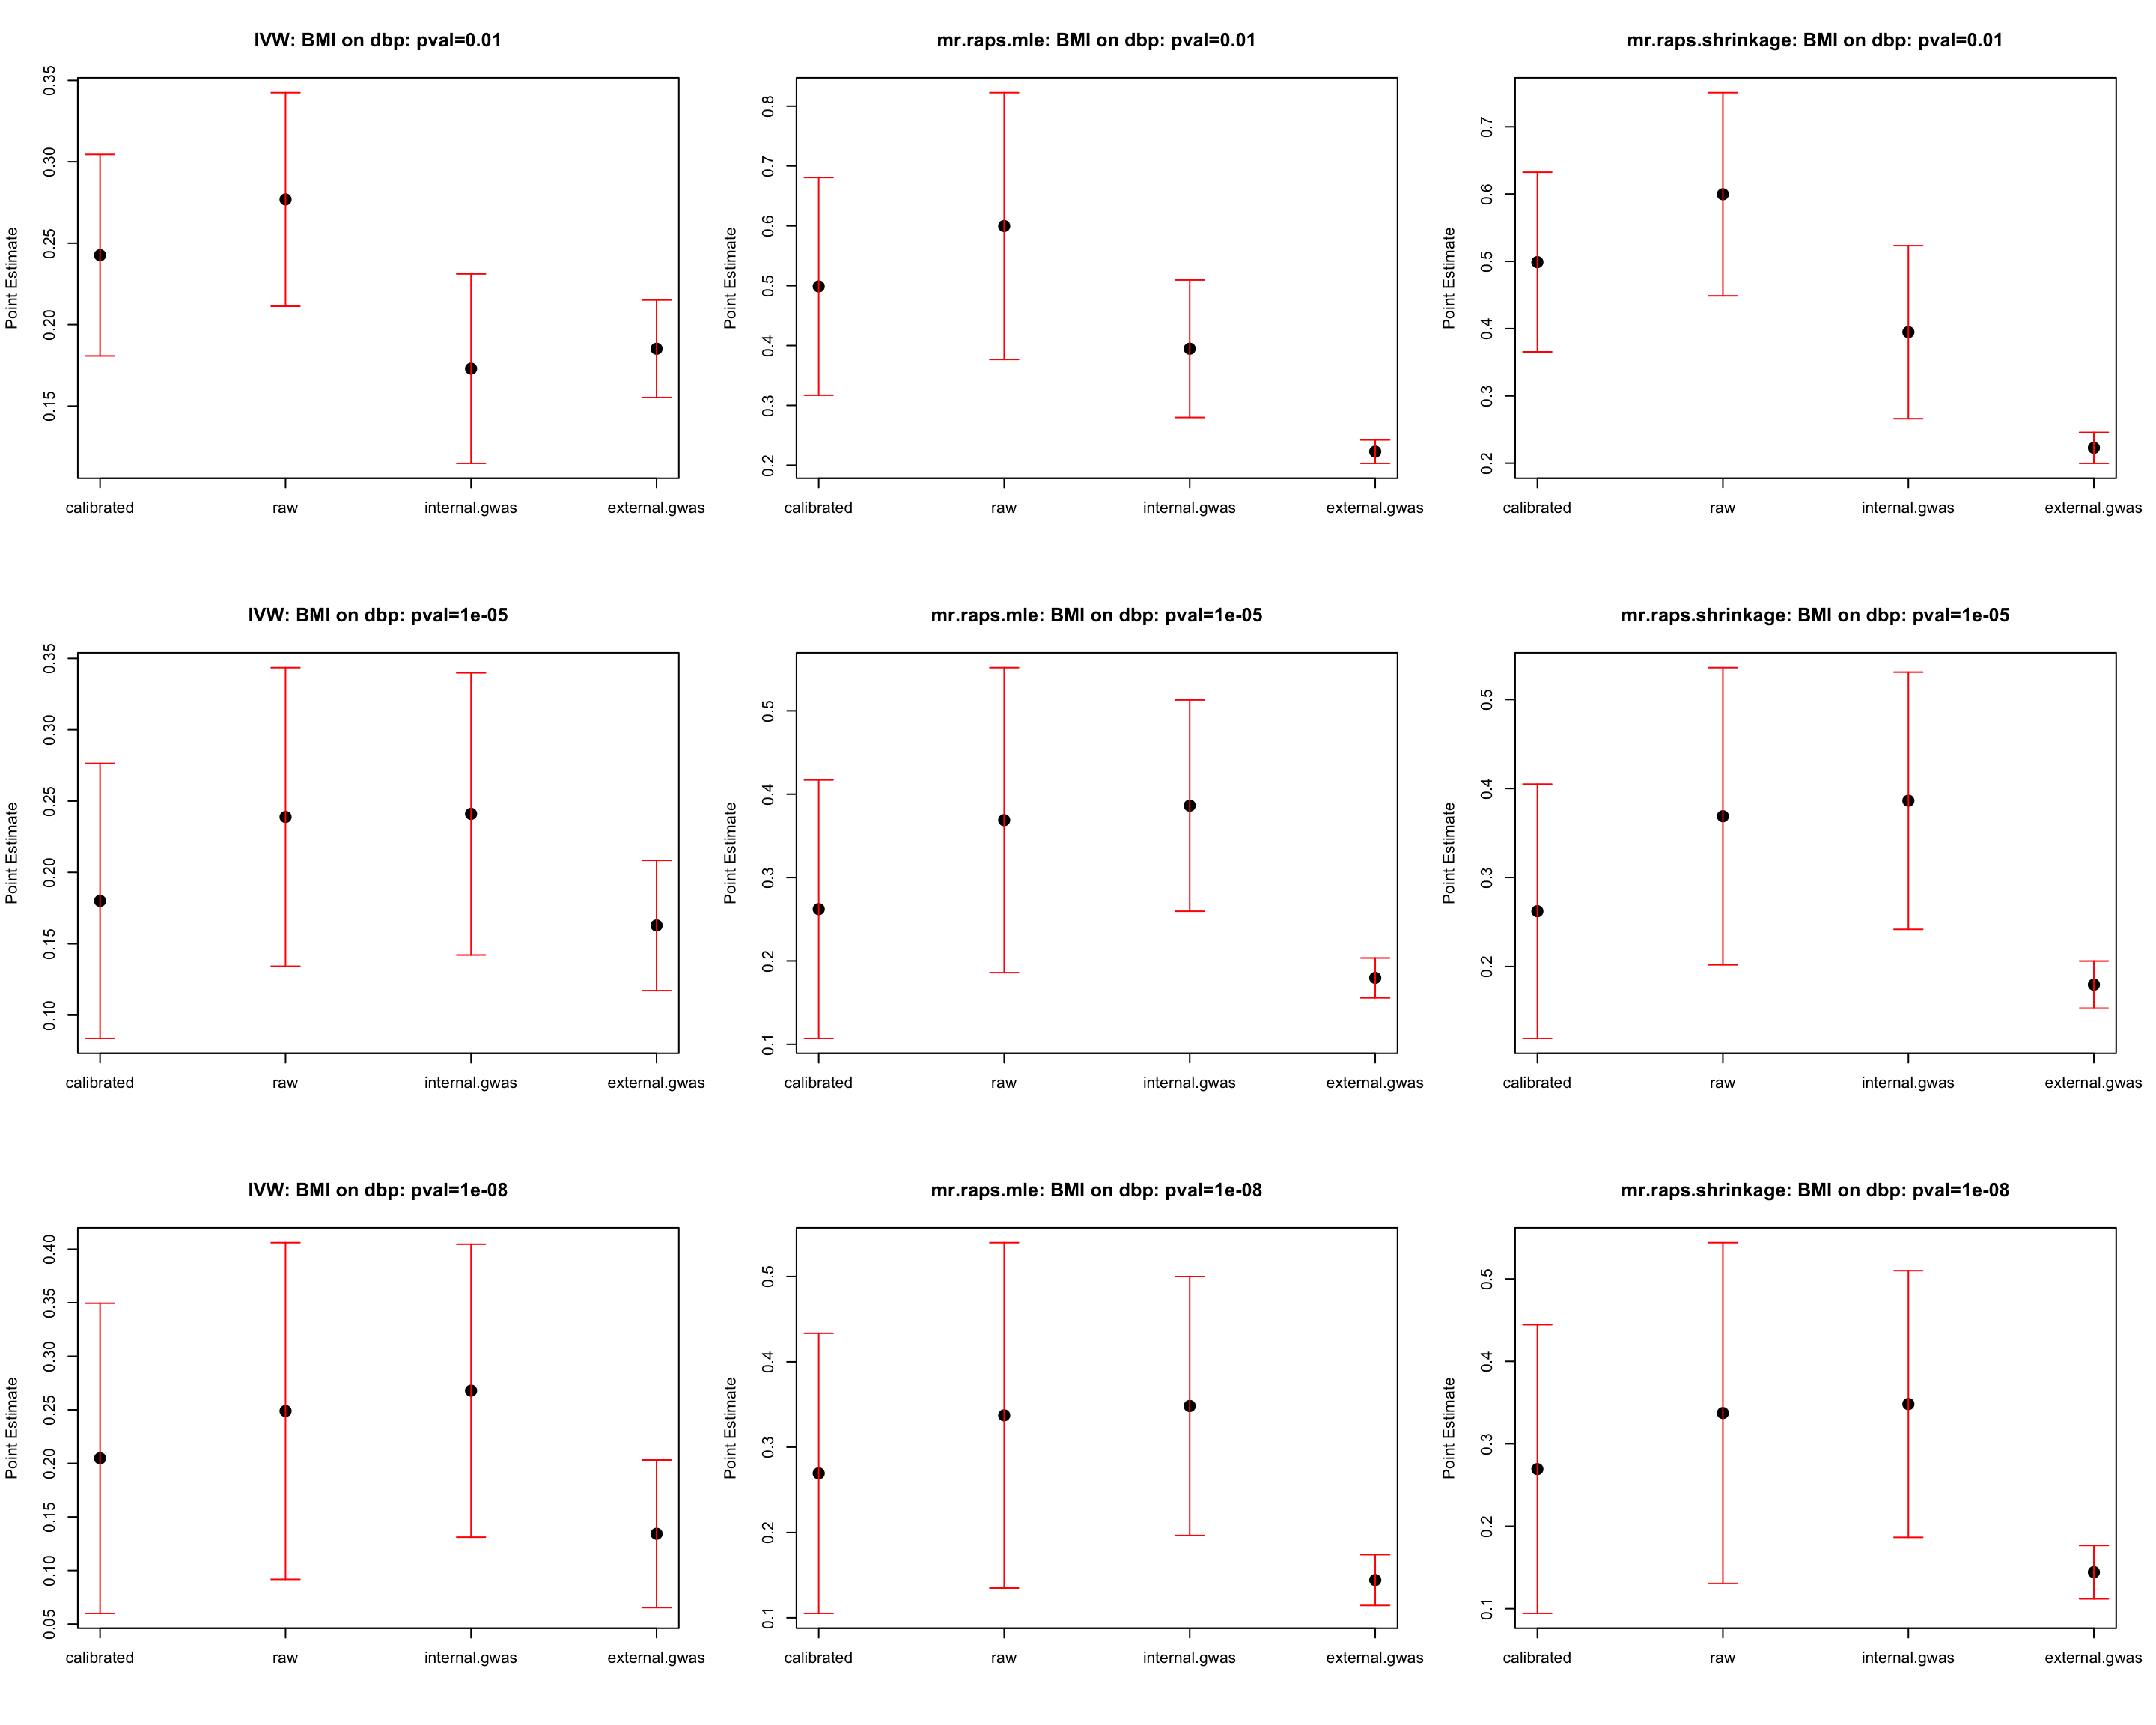 IVW: BMI on dbp: pval=0.01
Point Estimate
0.35
0.30
0.25
0.20
0.15
calibrated raw internal.gwas external.gwas
mr.raps.mle: BMI on dbp: pval=0.01
Point Estimate
0.8
0.7
0.6
0.5
0.4
0.3
0.2
calibrated raw internal.gwas external.gwas
mr.raps.shrinkage: BMI on dbp: pval=0.01
Point Estimate
0.7
0.6
0.5
0.4
0.3
0.2
calibrated raw internal.gwas external.gwas
IVW: BMI on dbp: pval=1e-05
Point Estimate
0.35
0.30
0.25
0.20
0.15
0.10
calibrated raw internal.gwas external.gwas
mr.raps.mle: BMI on dbp: pval=1e-05
Point Estimate
0.5
0.4
0.3
0.2
0.1
calibrated raw internal.gwas external.gwas
mr.raps.shrinkage: BMI on dbp: pval=1e-05
Point Estimate
0.5
0.4
0.3
0.2
calibrated raw internal.gwas external.gwas
IVW: BMI on dbp: pval=1e-08
Point Estimate
0.40
0.35
0.30
0.25
0.20
0.15
0.10
0.05
calibrated raw internal.gwas external.gwas
mr.raps.mle: BMI on dbp: pval=1e-08
Point Estimate
0.5
0.4
0.3
0.2
0.1
calibrated raw internal.gwas external.gwas
mr.raps.shrinkage: BMI on dbp: pval=1e-08
Point Estimate
0.5
0.4
0.3
0.2
0.1
calibrated raw internal.gwas external.gwas